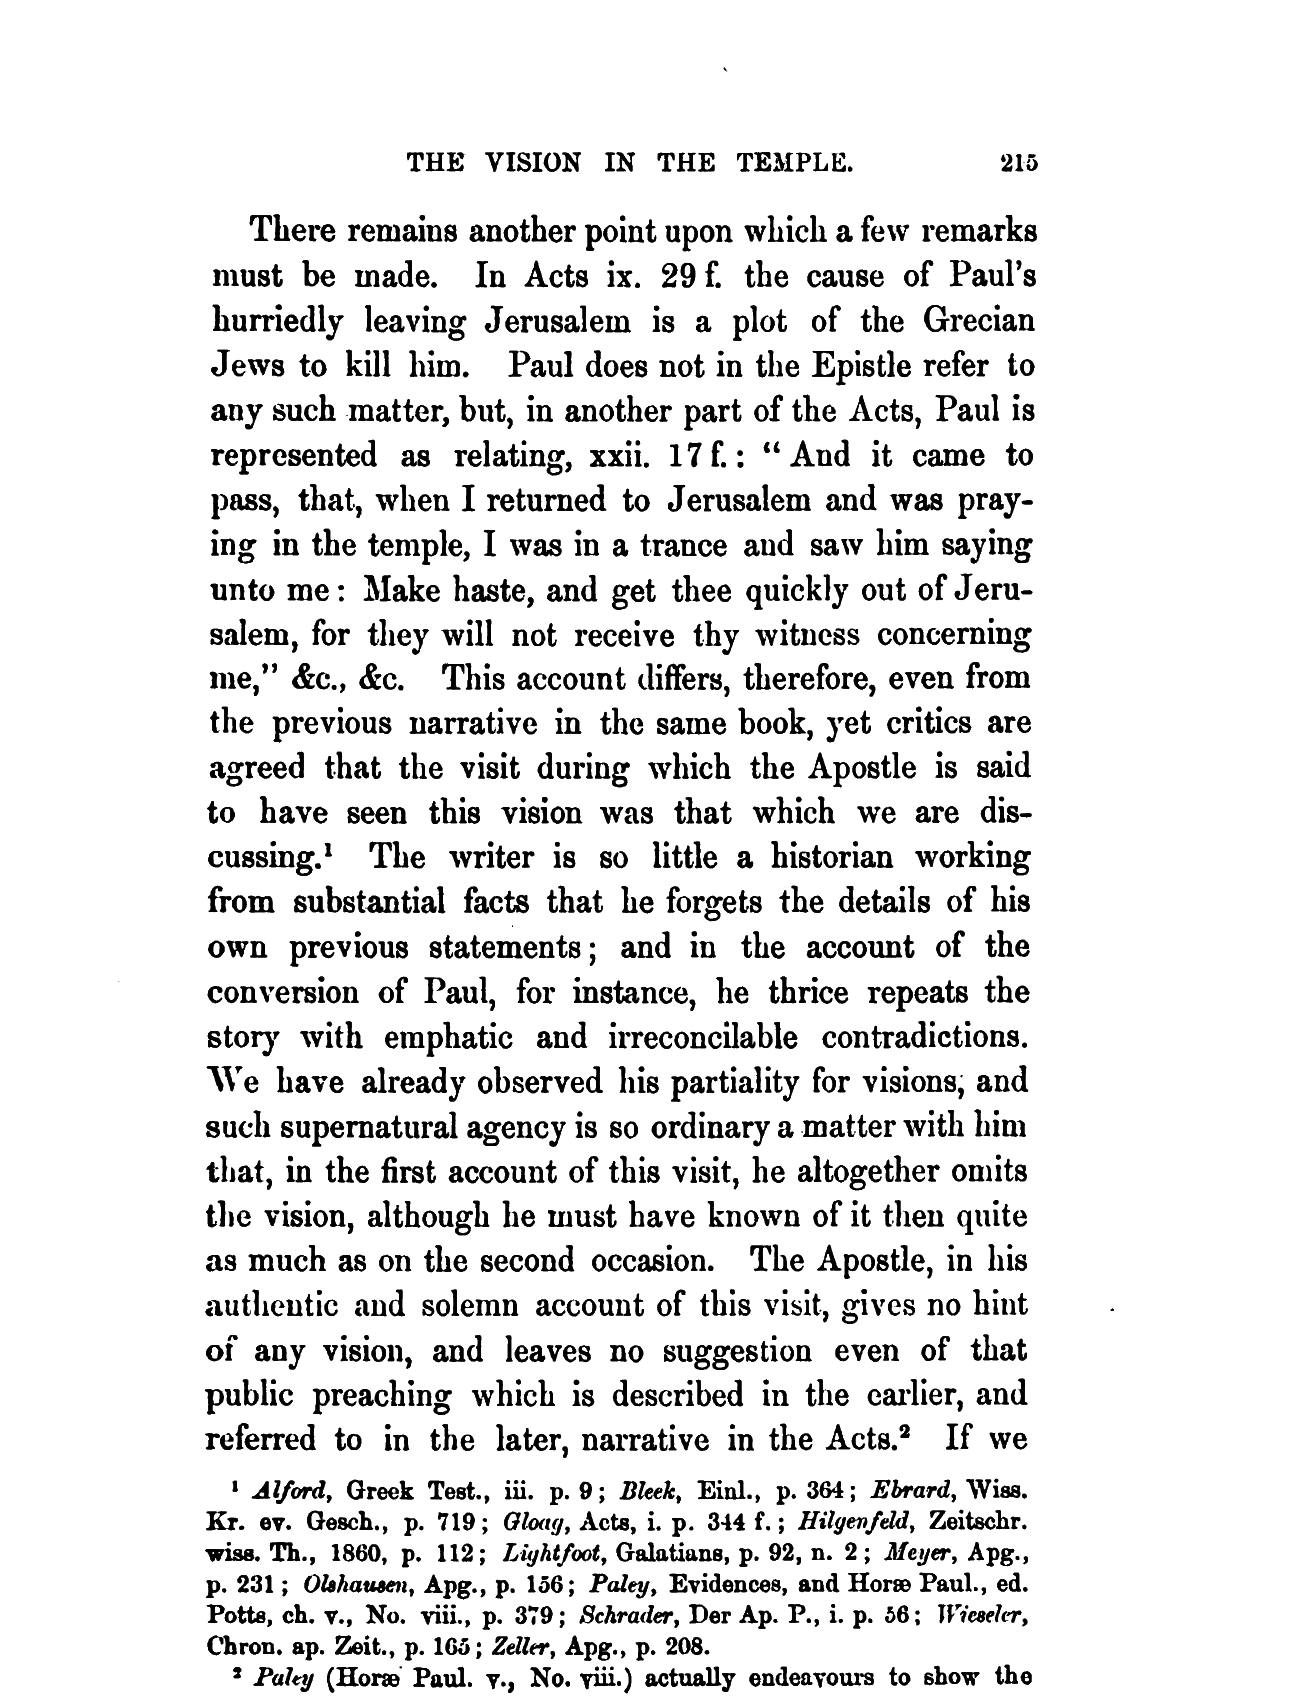 THE VISION IN THE TEMPLE. 215
There remains another point upon which a few remarks
must be made. In Acts ix. 29 f. the cause of Paul's
hurriedly leaving Jerusalem is a plot of the Grecian
Jews to kill him. Paul does not in the Epistle refer to
any such matter, but, in another part of the Acts, Paul is
represented as relating, xxii. 17 f.: “ And it came to
pass, that, when I returned to Jerusalem and was pray-
ing in the temple, I was in a trance and saw him saying
unto me : Make haste, and get thee quickly out of Jeru-
salem, for they will not receive thy witness concerning
me,” &c., &c. This account differs, therefore, even from
the previous narrative in the same book, yet critics are
agreed that the visit during which the Apostle is said
to have seen this vision was that which we are dis-
cussing.¹ The writer is so little a historian working
from substantial facts that he forgets the details of his
own previous statements ; and in the account of the
conversion of Paul, for instance, he thrice repeats the
story with emphatic and irreconcilable contradictions.
We have already observed his partiality for visions, and
such supernatural agency is so ordinary a matter with him
that, in the first account of this visit, he altogether omits
the vision, although he must have known of it then quite
as much as on the second occasion. The Apostle, in his
authentic and solemn account of this visit, gives no hint
of any vision, and leaves no suggestion even of that
public preaching which is described in the earlier, and
referred to in the later, narrative in the Acts.² If we
¹ Alford, Greek Test., iii. p. 9 ; Bleek, Einl., p. 364 ; Ebrard, Wiss.
Kr. ev. Gesch., p. 719 ; Gloag, Acts, i. p. 344 f. ; Hilgenfeld, Zeitschr.
wiss. Th., 1860, p. 112 ; Lightfoot, Galatians, p. 92, n. 2 ; Meyer, Apg.,
p. 231 ; Olshausen, Apg., p. 156 ; Paley, Evidences, and Horæ Paul., ed.
Potts, ch. v., No. viii., p. 379 ; Schrader, Der Ap. P., i. p. 56 ; Wieseler,
Chron. ap. Zeit., p. 165 ; Zeller, Apg., p. 208.
² Paley (Horæ Paul. v., No. viii.) actually endeavours to show the